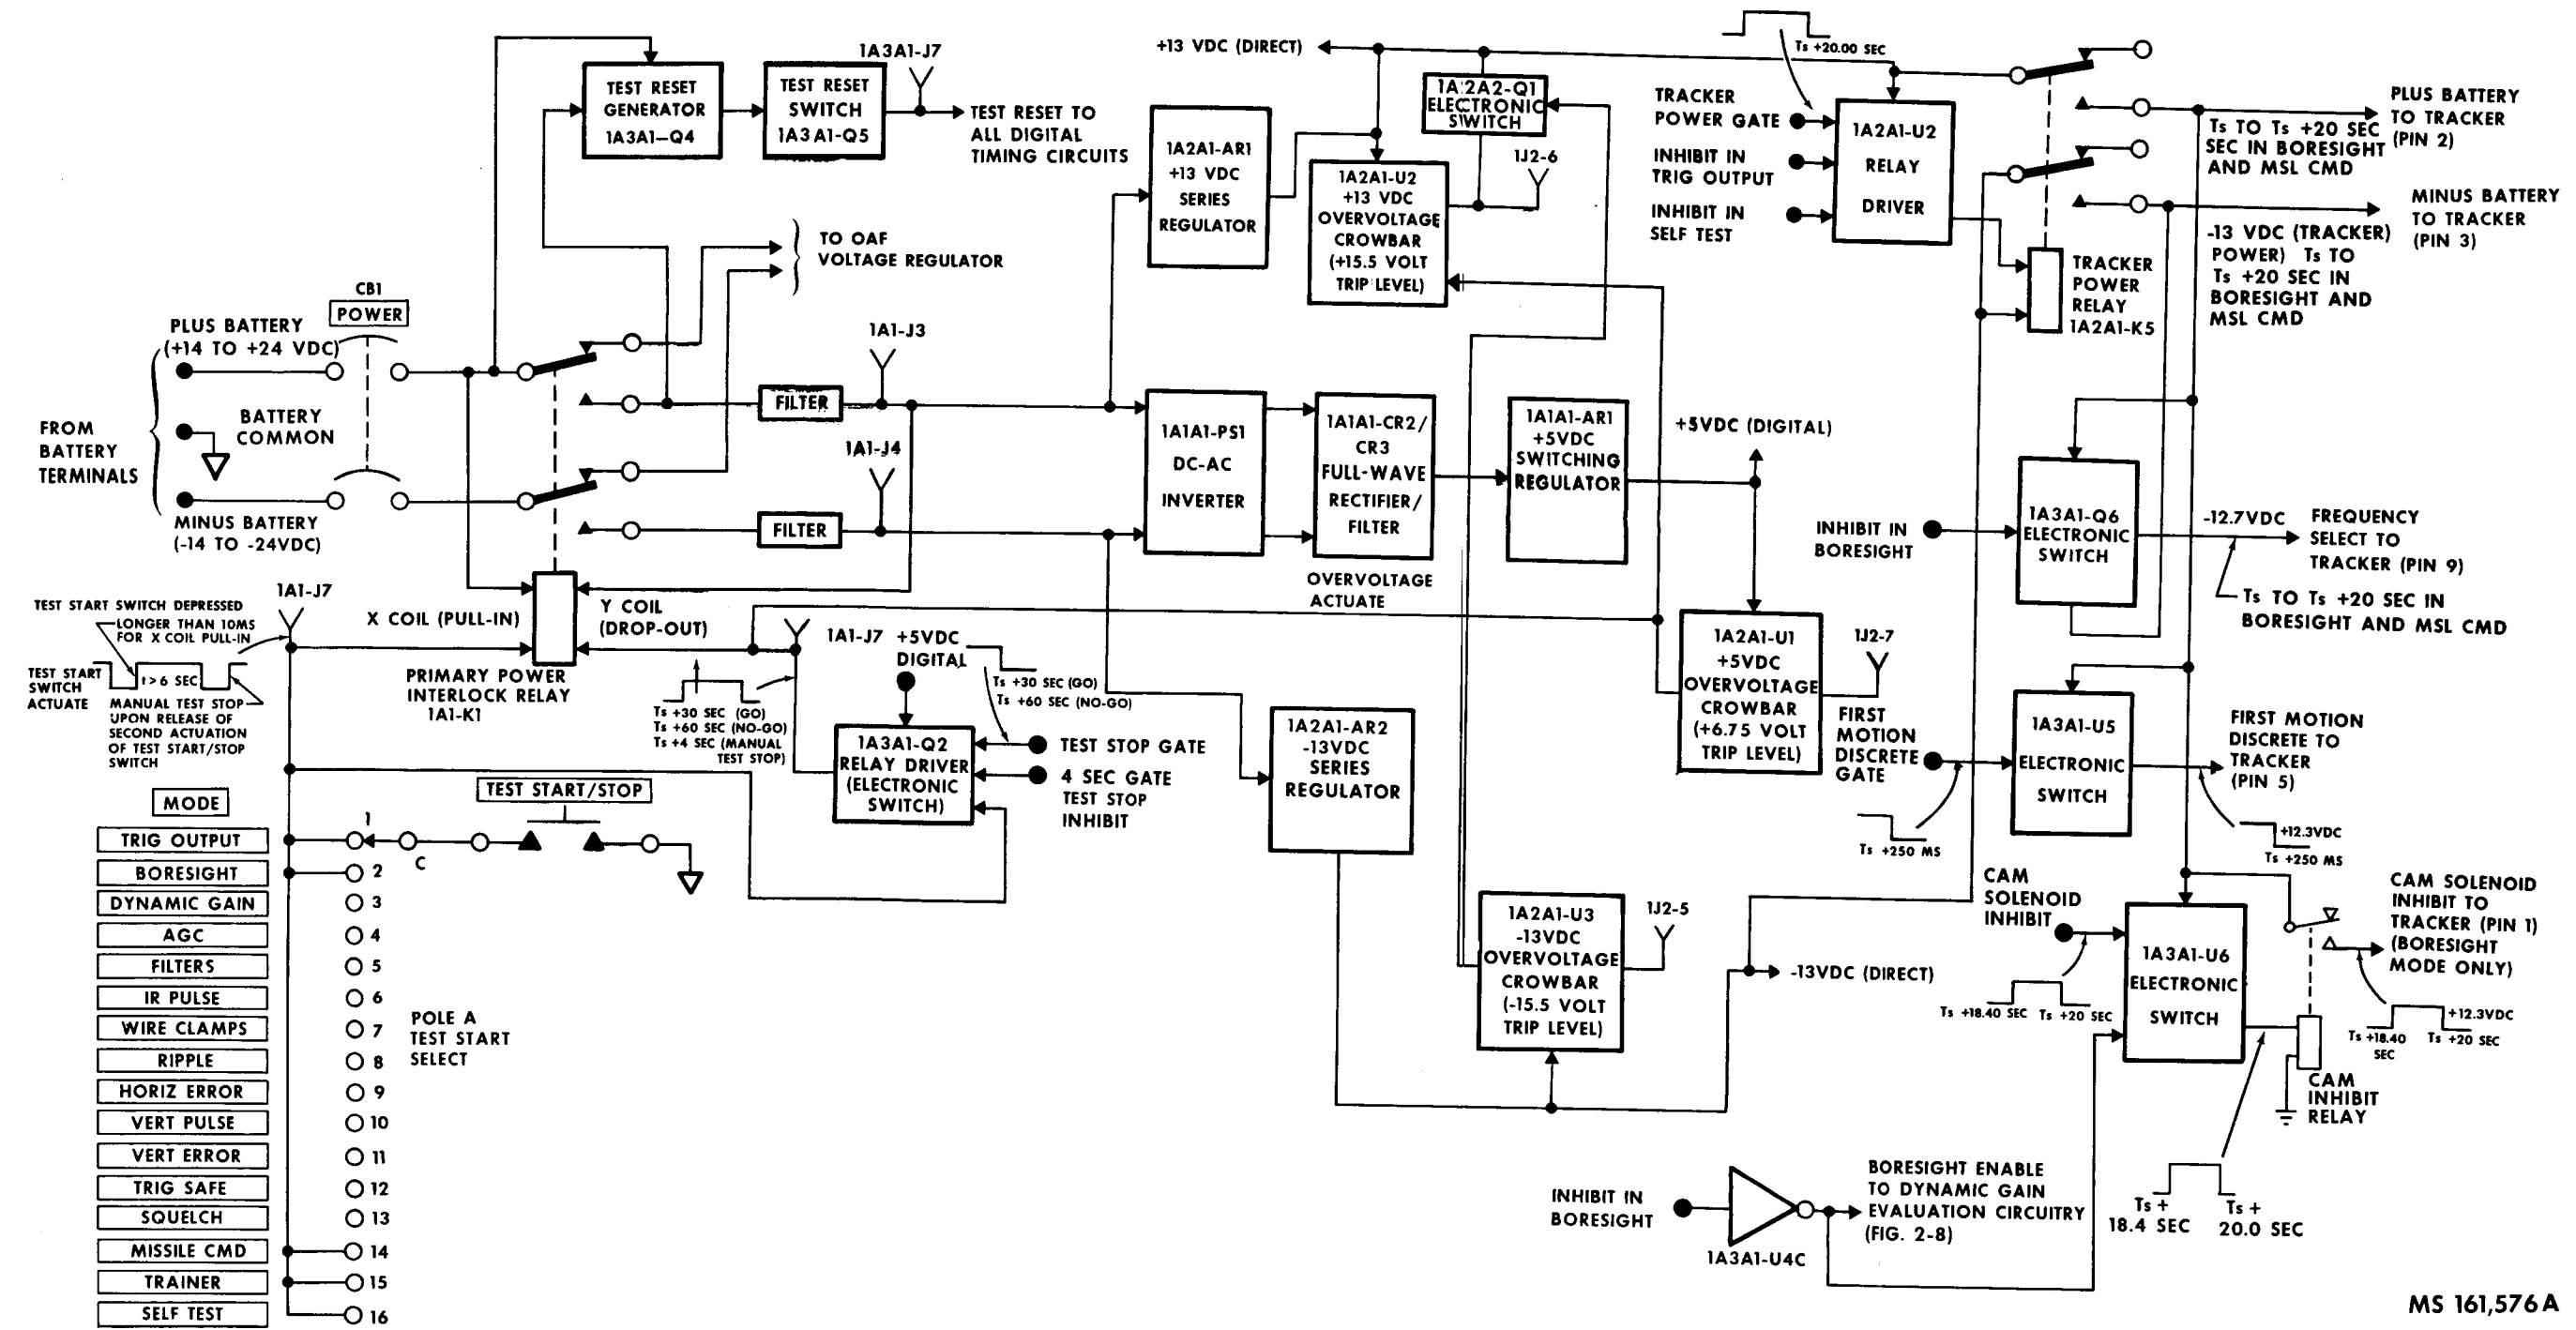 1A3A1-J7
TEST RESET
GENERATOR
1A3A1-Q4
TEST RESET
SWITCH
1A3A1-Q5
TEST RESET TO
ALL DIGITAL
TIMING CIRCUITS
+13 VDC (DIRECT)
1A2A1-AR1
+13 VDC
SERIES
REGULATOR
1A2A2-Q1
ELECTRONIC
SWITCH
1J2-6
1A2A1-U2
+13 VDC
OVERVOLTAGE
CROWBAR
(+15.5 VOLT
TRIP LEVEL)
Ts +20.00 SEC
TRACKER
POWER GATE
INHIBIT IN
TRIG OUTPUT
INHIBIT IN
SELF TEST
1A2A1-U2
RELAY
DRIVER
TRACKER
POWER
RELAY
1A2A1-K5
PLUS BATTERY
TO TRACKER
(PIN 2)
Ts TO Ts +20 SEC
SEC IN BORESIGHT
AND MSL CMD
MINUS BATTERY
TO TRACKER
(PIN 3)
-13 VDC (TRACKER)
POWER) Ts TO
Ts +20 SEC IN
BORESIGHT AND
MSL CMD
TO OAF
VOLTAGE REGULATOR
CB1
POWER
PLUS BATTERY
(+14 TO +24 VDC)
BATTERY
COMMON
FROM
BATTERY
TERMINALS
MINUS BATTERY
(-14 TO -24VDC)
1A1-J3
FILTER
1A1-J4
FILTER
1A1A1-PS1
DC-AC
INVERTER
1A1A1-CR2/
CR3
FULL-WAVE
RECTIFIER/
FILTER
1A1A1-AR1
+5VDC
SWITCHING
REGULATOR
+5VDC (DIGITAL)
OVERVOLTAGE
ACTUATE
INHIBIT IN
BORESIGHT
1A3A1-Q6
ELECTRONIC
SWITCH
-12.7VDC
FREQUENCY
SELECT TO
TRACKER (PIN 9)
Ts TO Ts +20 SEC IN
BORESIGHT AND MSL CMD
1A1-J7
TEST START SWITCH DEPRESSED
LONGER THAN 10MS
FOR X COIL PULL-IN
TEST START
SWITCH
ACTUATE
t>6 SEC
MANUAL TEST STOP
UPON RELEASE OF
SECOND ACTUATION
OF TEST START/STOP
SWITCH
X COIL (PULL-IN)
Y COIL
(DROP-OUT)
PRIMARY POWER
INTERLOCK RELAY
1A1-K1
1A1-J7
+5VDC
DIGITAL
Ts +30 SEC (GO)
Ts +60 SEC (NO-GO)
Ts +30 SEC (GO)
Ts +60 SEC (NO-GO)
Ts +4 SEC (MANUAL
TEST STOP)
1A3A1-Q2
RELAY DRIVER
(ELECTRONIC
SWITCH)
TEST STOP GATE
4 SEC GATE
TEST STOP
INHIBIT
1A2A1-AR2
-13VDC
SERIES
REGULATOR
1A2A1-U1
+5VDC
OVERVOLTAGE
CROWBAR
(+6.75 VOLT
TRIP LEVEL)
1J2-7
FIRST
MOTION
DISCRETE
GATE
Ts +250 MS
1A3A1-U5
ELECTRONIC
SWITCH
FIRST MOTION
DISCRETE TO
TRACKER
(PIN 5)
+12.3VDC
Ts +250 MS
MODE
TEST START/STOP
TRIG OUTPUT
1
C
BORESIGHT
2
DYNAMIC GAIN
3
AGC
4
FILTERS
5
IR PULSE
6
WIRE CLAMPS
7
RIPPLE
8
HORIZ ERROR
9
VERT PULSE
10
VERT ERROR
11
TRIG SAFE
12
SQUELCH
13
MISSILE CMD
14
TRAINER
15
SELF TEST
16
POLE A
TEST START
SELECT
1A2A1-U3
-13VDC
OVERVOLTAGE
CROWBAR
(-15.5 VOLT
TRIP LEVEL)
1J2-5
-13VDC (DIRECT)
CAM
SOLENOID
INHIBIT
Ts +18.40 SEC Ts +20 SEC
1A3A1-U6
ELECTRONIC
SWITCH
CAM SOLENOID
INHIBIT TO
TRACKER (PIN 1)
(BORESIGHT
MODE ONLY)
+12.3VDC
Ts +18.40
SEC
Ts +20 SEC
CAM
INHIBIT
RELAY
Ts +
18.4 SEC
Ts +
20.0 SEC
INHIBIT IN
BORESIGHT
1A3A1-U4C
BORESIGHT ENABLE
TO DYNAMIC GAIN
EVALUATION CIRCUITRY
(FIG. 2-8)
MS 161,576A